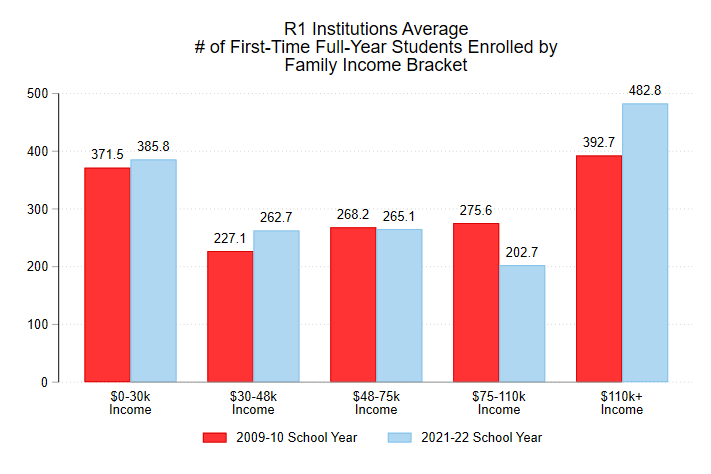 R1 Institutions Average
# of First-Time Full-Year Students Enrolled by
Family Income Bracket
500
400
300
200
100
0
371.5
385.8
227.1
262.7
268.2
265.1
275.6
202.7
392.7
482.8
$0-30k
Income
$30-48k
Income
$48-75k
Income
$75-110k
Income
$110k+
Income
2009-10 School Year
2021-22 School Year